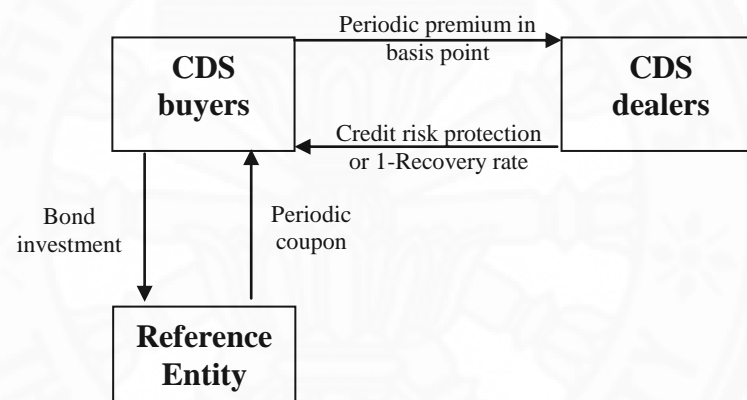 Periodic premium in
basis point
CDS
buyers
CDS
dealers
Credit risk protection
or 1-Recovery rate
Bond
investment
Periodic
coupon
Reference
Entity